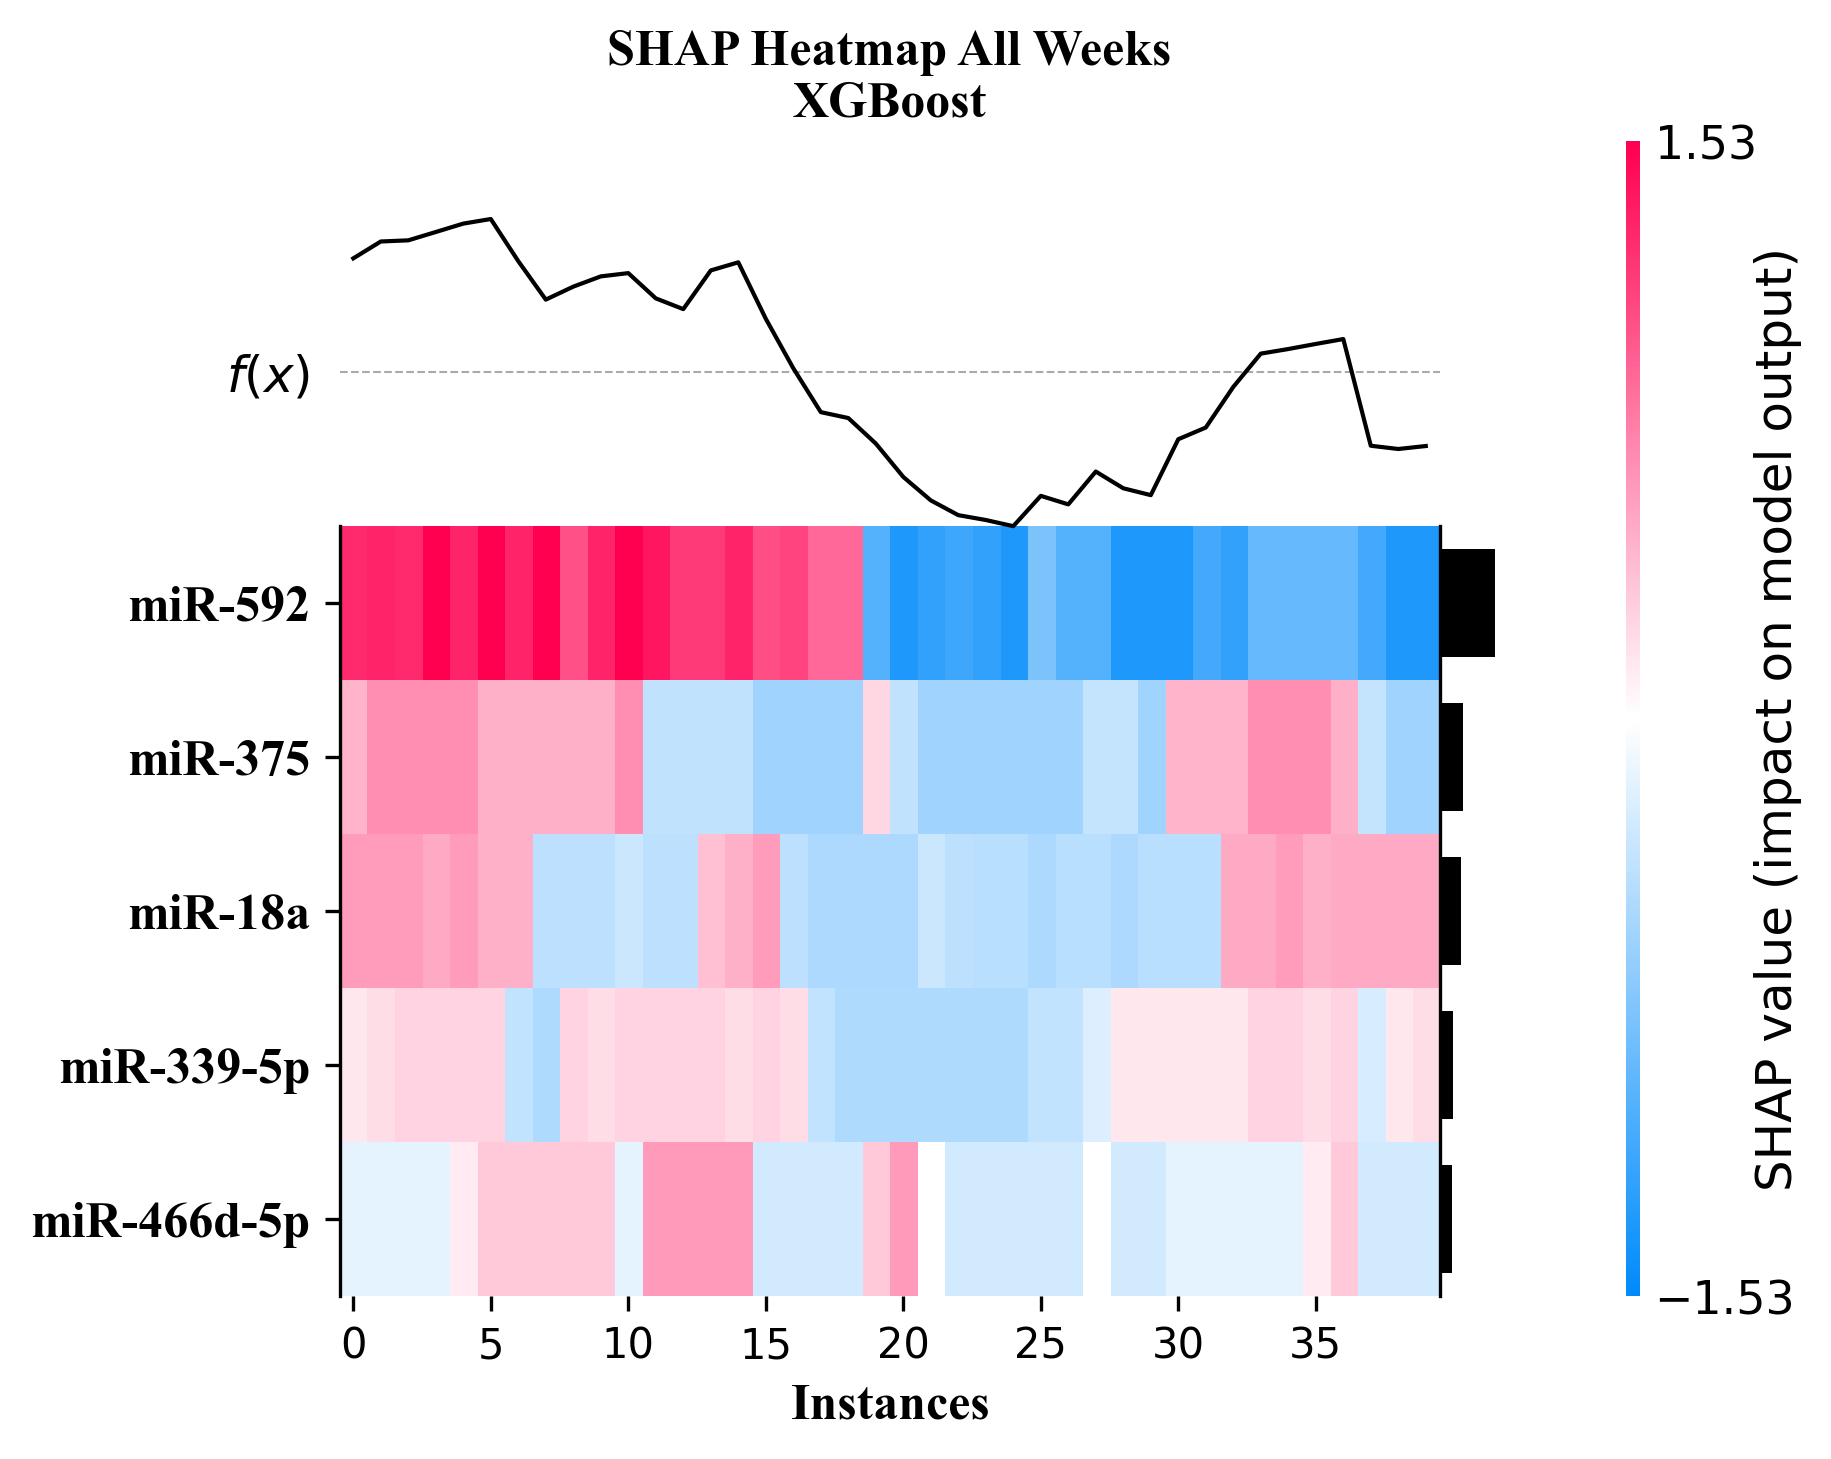 SHAP Heatmap All Weeks
XGBoost
1.53
f(x)
miR-592
miR-375
miR-18a
miR-339-5p
miR-466d-5p
0 5 10 15 20 25 30 35
Instances
−1.53
SHAP value (impact on model output)